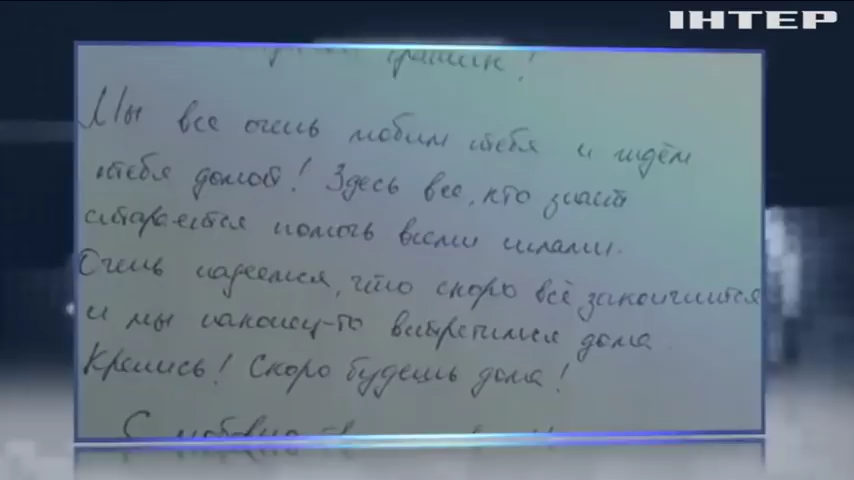 ІНТЕР
Мы все очень любим тебя и ждём
тебя домой! Здесь все, кто знает
старается помочь всеми силами.
Очень надеемся, что скоро всё закончится
и мы наконец-то встретимся дома.
Крепись! Скоро будешь дома!
С